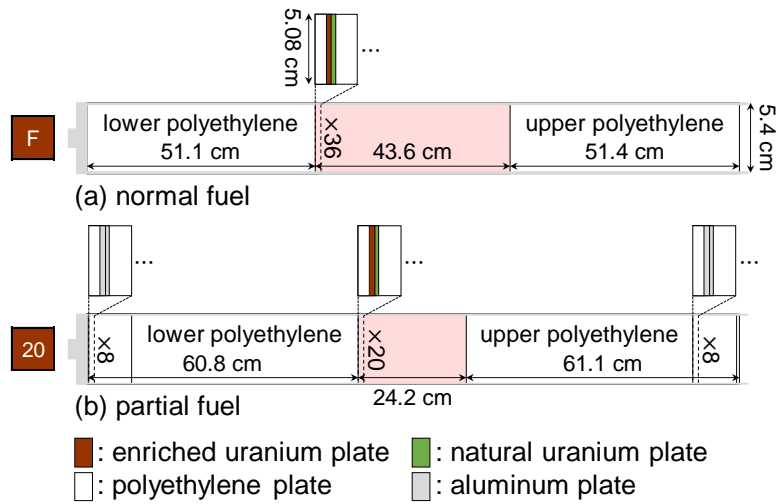 5.08 cm
...
F
lower polyethylene
51.1 cm
×36
43.6 cm
upper polyethylene
51.4 cm
5.4 cm
(a) normal fuel
...
...
...
20
×8
lower polyethylene
60.8 cm
×20
24.2 cm
upper polyethylene
61.1 cm
×8
(b) partial fuel
: enriched uranium plate
: natural uranium plate
: polyethylene plate
: aluminum plate